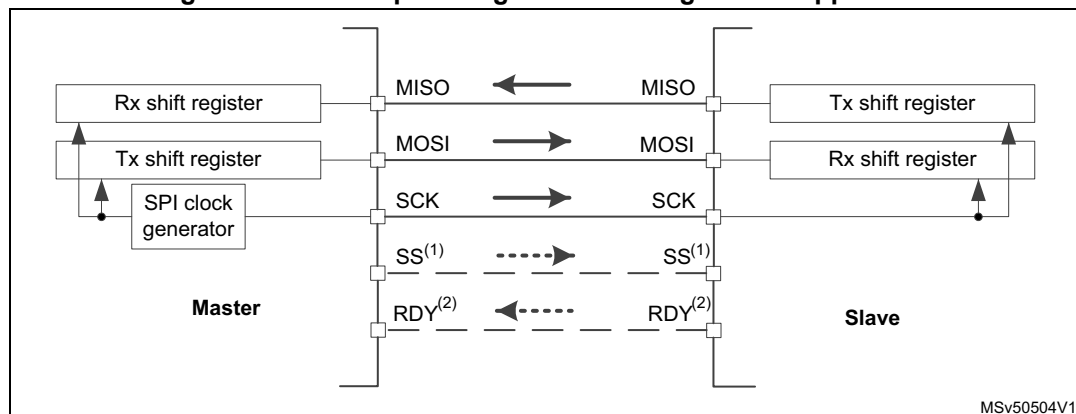 MISO MISO
Rx shift register Tx shift register
MOSI MOSI
Tx shift register Rx shift register
SPI clock
generator
SCK SCK
SS(1) SS(1)
Master
RDY(2) RDY(2)
Slave
MSv50504V1